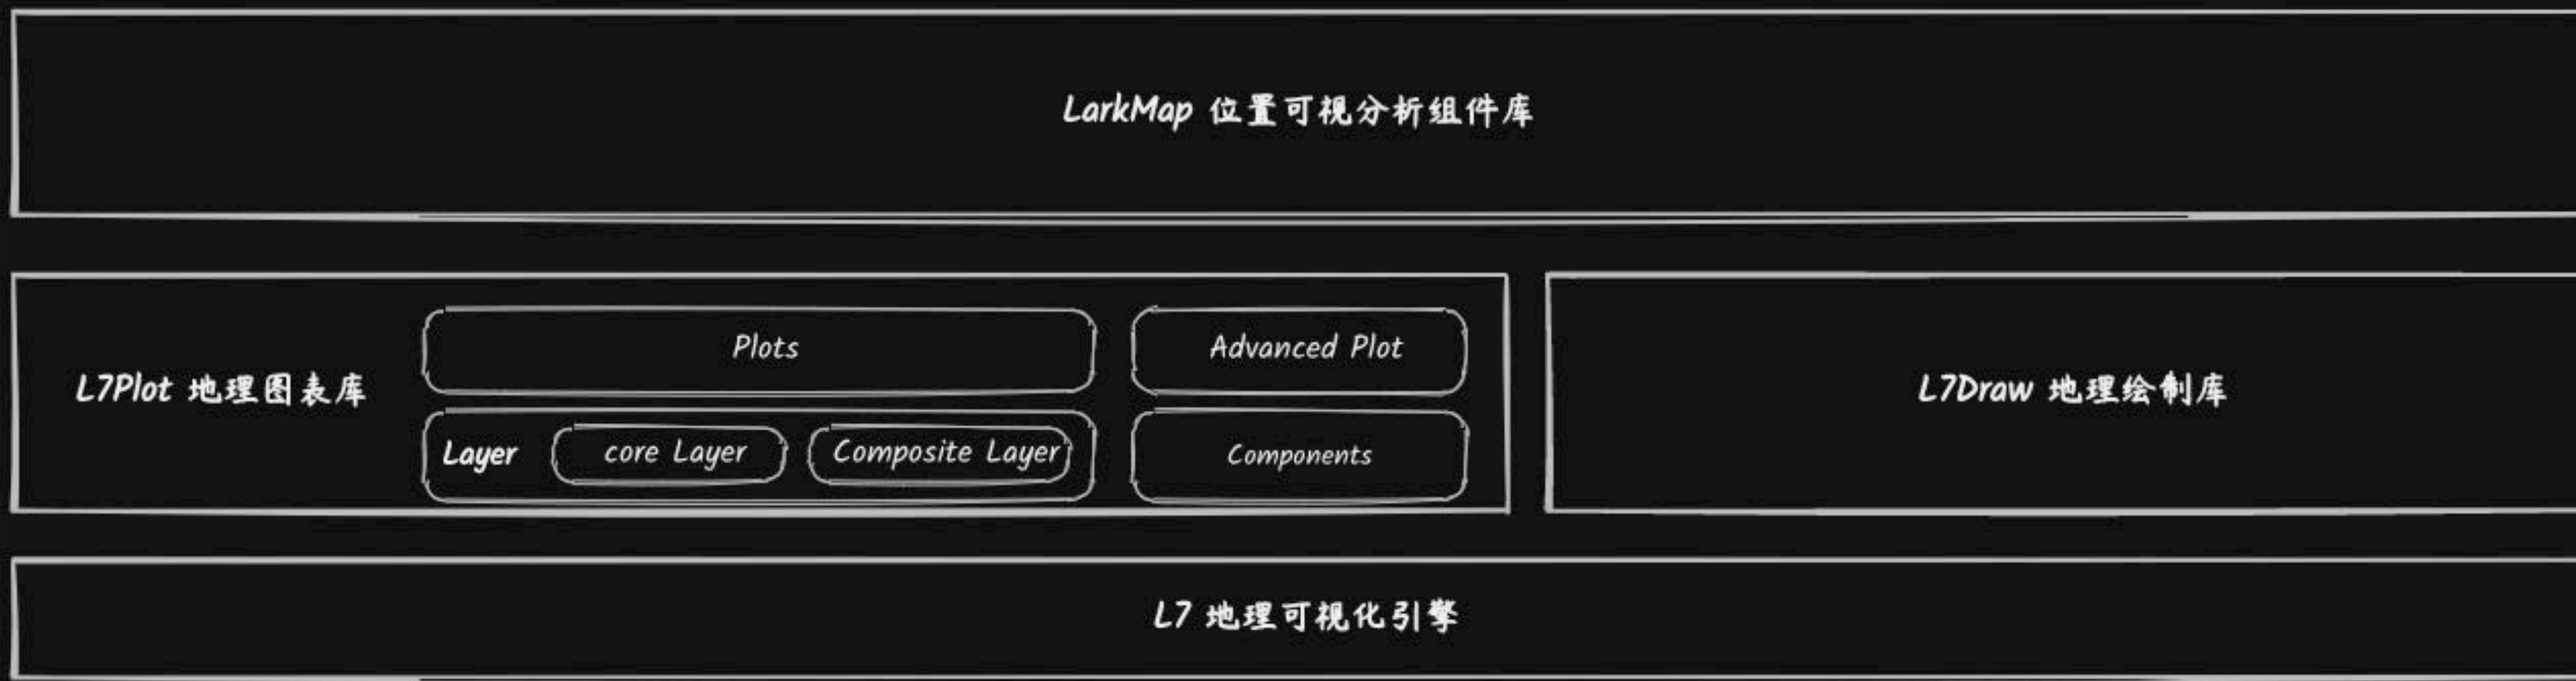 LarkMap 位置可视分析组件库
Plots
Advanced Plot
L7Plot 地理图表库
L7Draw 地理绘制库
Layer
core Layer
Composite Layer
Components
L7 地理可视化引擎